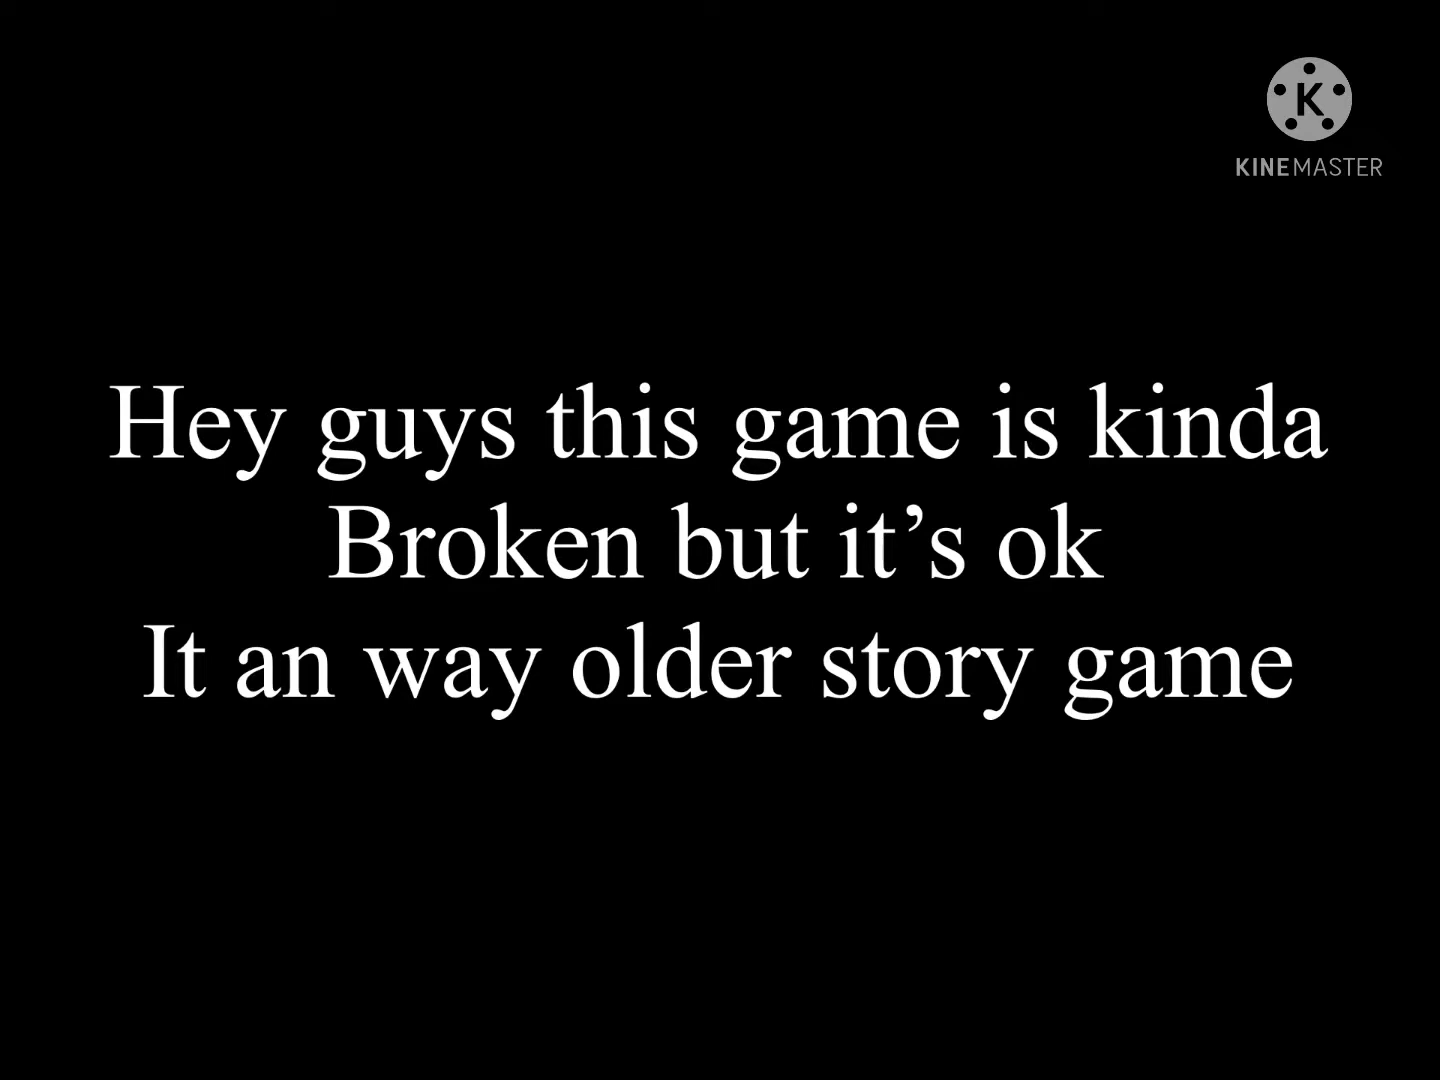 K
KINEMASTER
Hey guys this game is kinda
Broken but it’s ok
It an way older story game